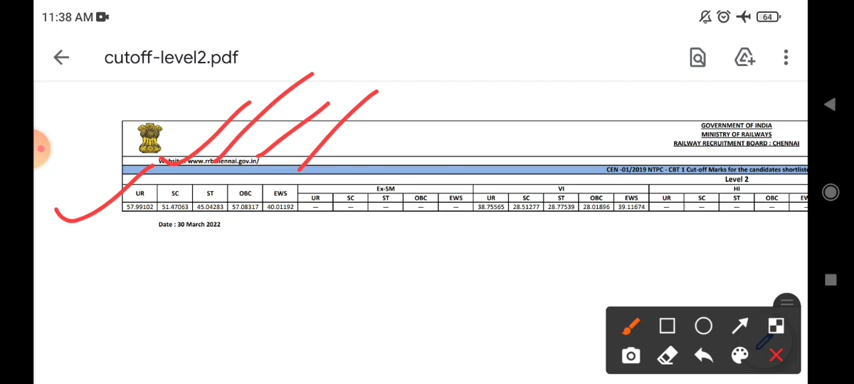 11:38 AM
64
cutoff-level2.pdf
GOVERNMENT OF INDIA
MINISTRY OF RAILWAYS
RAILWAY RECRUITMENT BOARD : CHENNAI
Website: www.rrbchennai.gov.in/
CEN -01/2019 NTPC - CBT 1 Cut-off Marks for the candidates shortliste
Level 2
UR SC ST OBC EWS Ex-SM VI HI
UR SC ST OBC EWS UR SC ST OBC EWS UR SC ST OBC EW
57.99102 51.47063 45.04283 57.08317 40.01192 — — — — — 38.75565 28.51277 28.77539 28.01896 39.11674 — — — —
Date : 30 March 2022